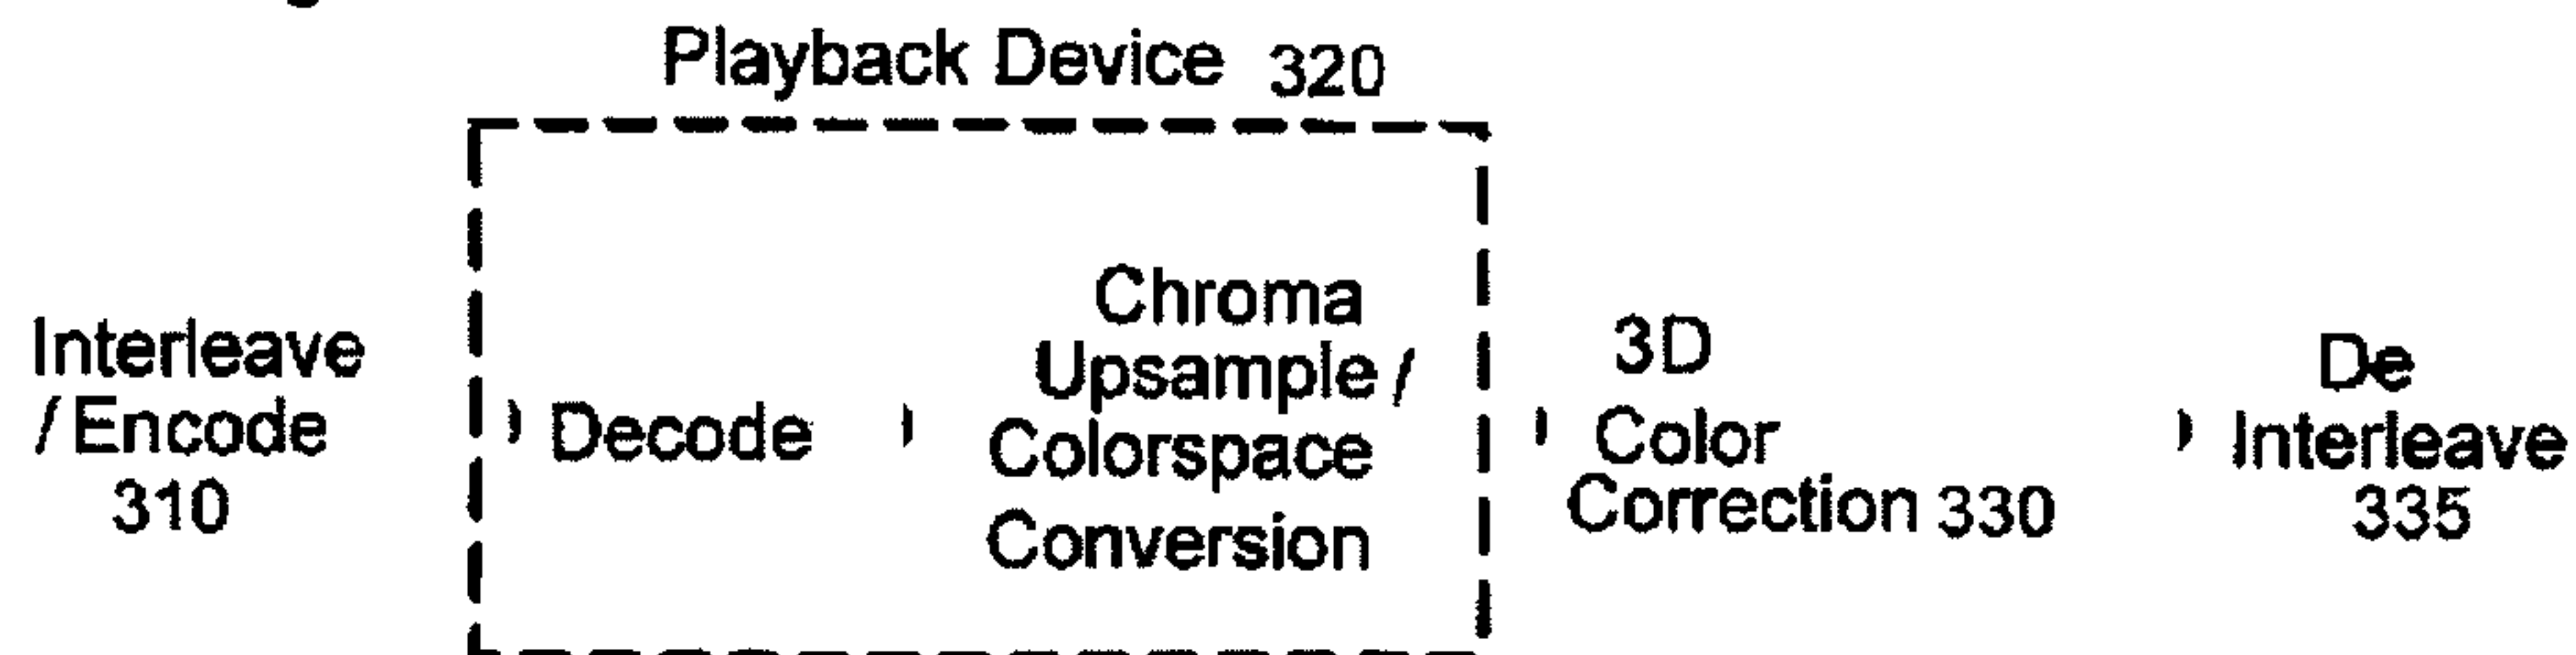 Playback Device 320
Interleave
/ Encode
310
Decode
Chroma
Upsample /
Colorspace
Conversion
3D
Color
Correction 330
De
Interleave
335